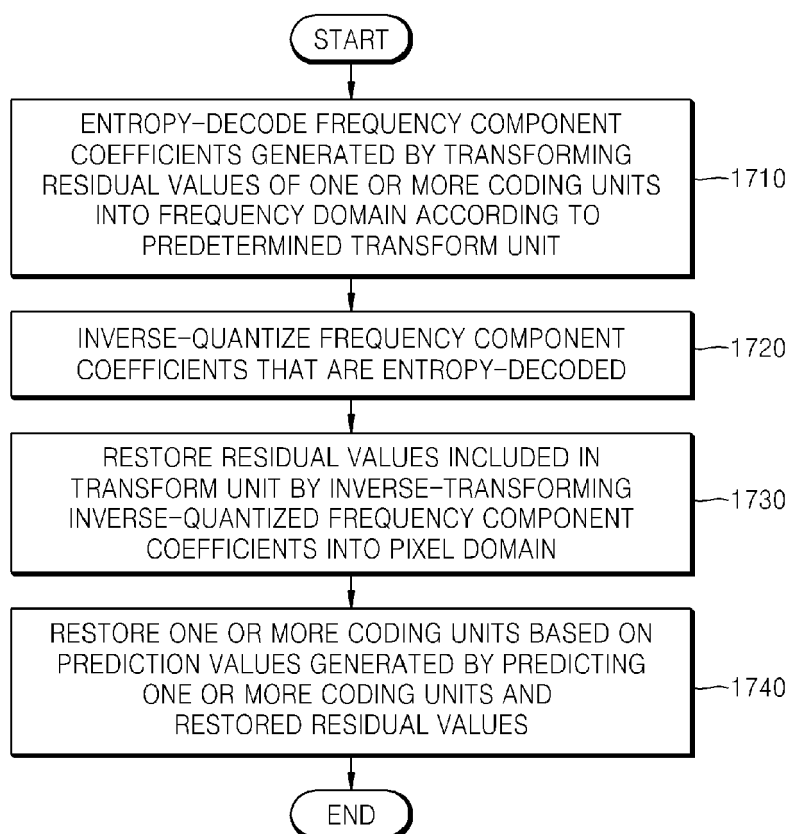 START
ENTROPY-DECODE FREQUENCY COMPONENT
COEFFICIENTS GENERATED BY TRANSFORMING
RESIDUAL VALUES OF ONE OR MORE CODING UNITS
INTO FREQUENCY DOMAIN ACCORDING TO
PREDETERMINED TRANSFORM UNIT
1710
INVERSE-QUANTIZE FREQUENCY COMPONENT
COEFFICIENTS THAT ARE ENTROPY-DECODED
1720
RESTORE RESIDUAL VALUES INCLUDED IN
TRANSFORM UNIT BY INVERSE-TRANSFORMING
INVERSE-QUANTIZED FREQUENCY COMPONENT
COEFFICIENTS INTO PIXEL DOMAIN
1730
RESTORE ONE OR MORE CODING UNITS BASED ON
PREDICTION VALUES GENERATED BY PREDICTING
ONE OR MORE CODING UNITS AND
RESTORED RESIDUAL VALUES
1740
END